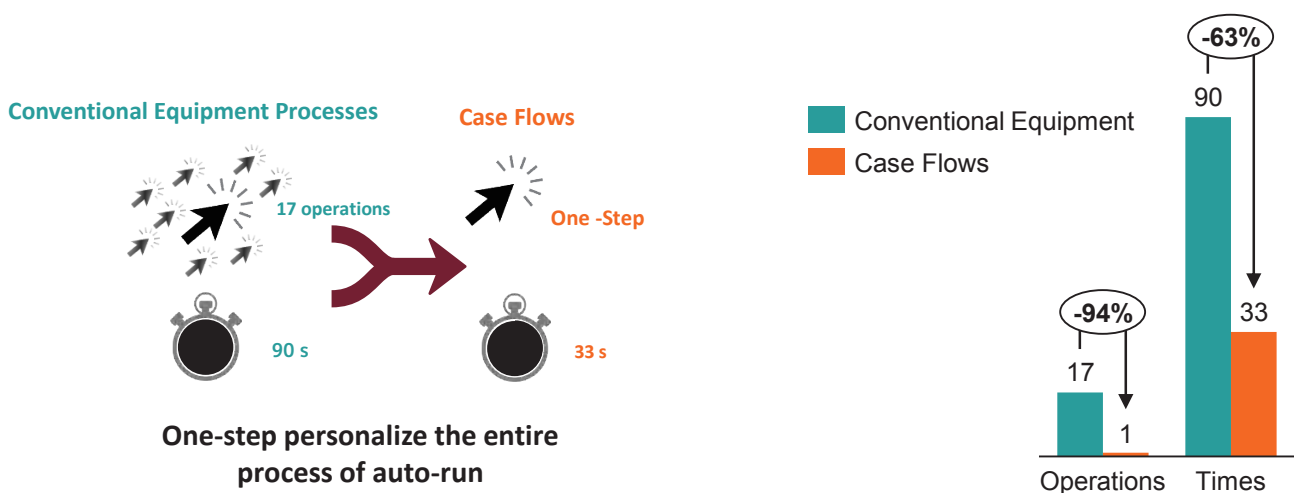 Conventional Equipment Processes
Case Flows
17 operations
One -Step
90 s
33 s
One-step personalize the entire
process of auto-run
Conventional Equipment
Case Flows
-63%
90
33
-94%
17
1
Operations
Times